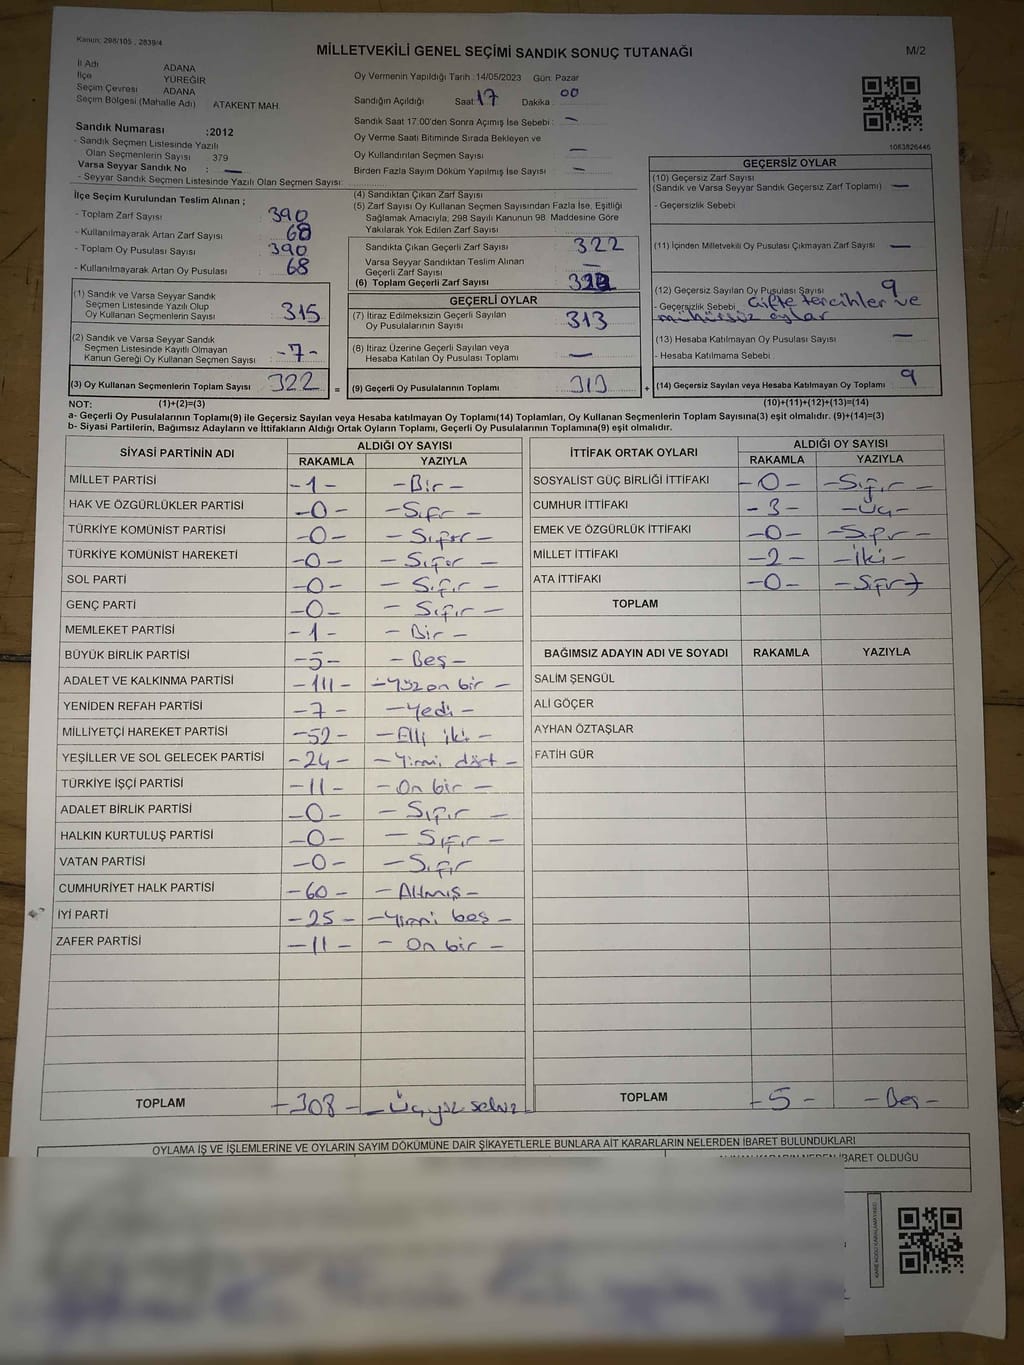 Kanun: 298/105 , 2839/4
MİLLETVEKİLİ GENEL SEÇİMİ SANDIK SONUÇ TUTANAĞI
M/2
İl Adı ADANA
İlçe YÜREĞİR
Seçim Çevresi ADANA
Seçim Bölgesi (Mahalle Adı) ATAKENT MAH.
Sandık Numarası :2012
- Sandık Seçmen Listesinde Yazılı
Olan Seçmenlerin Sayısı 379
Varsa Seyyar Sandık No : —
- Seyyar Sandık Seçmen Listesinde Yazılı Olan Seçmen Sayısı:
Oy Vermenin Yapıldığı Tarih : 14/05/2023 Gün: Pazar
Sandığın Açıldığı Saat 17 Dakika : 00
Sandık Saat 17:00'den Sonra Açımış İse Sebebi : —
Oy Verme Saati Bitiminde Sırada Bekleyen ve
Oy Kullandırılan Seçmen Sayısı —
Birden Fazla Sayım Döküm Yapılmış İse Sayısı —
1083826446
İlçe Seçim Kurulundan Teslim Alınan ;
- Toplam Zarf Sayısı : 390
- Kullanılmayarak Artan Zarf Sayısı : 68
- Toplam Oy Pusulası Sayısı : 390
- Kullanılmayarak Artan Oy Pusulası : 68
(1) Sandık ve Varsa Seyyar Sandık
Seçmen Listesinde Yazılı Olup
Oy Kullanan Seçmenlerin Sayısı : 315
(2) Sandık ve Varsa Seyyar Sandık
Seçmen Listesinde Kayıtlı Olmayan
Kanun Gereği Oy Kullanan Seçmen Sayısı : -7-
(3) Oy Kullanan Seçmenlerin Toplam Sayısı : 322 =
(4) Sandıktan Çıkan Zarf Sayısı :
(5) Zarf Sayısı Oy Kullanan Seçmen Sayısından Fazla İse, Eşitliği
Sağlamak Amacıyla; 298 Sayılı Kanunun 98. Maddesine Göre
Yakılarak Yok Edilen Zarf Sayısı :
Sandıkta Çıkan Geçerli Zarf Sayısı : 322
Varsa Seyyar Sandıktan Teslim Alınan
Geçerli Zarf Sayısı : —
(6) Toplam Geçerli Zarf Sayısı :
GEÇERLİ OYLAR
(7) İtiraz Edilmeksizin Geçerli Sayılan
Oy Pusulalarının Sayısı : 313
(8) İtiraz Üzerine Geçerli Sayılan veya
Hesaba Katılan Oy Pusulası Toplamı : —
(9) Geçerli Oy Pusulalarının Toplamı : 313 +
GEÇERSİZ OYLAR
(10) Geçersiz Zarf Sayısı
(Sandık ve Varsa Seyyar Sandık Geçersiz Zarf Toplamı) : —
- Geçersizlik Sebebi
(11) İçinden Milletvekili Oy Pusulası Çıkmayan Zarf Sayısı : —
(12) Geçersiz Sayılan Oy Pusulası Sayısı : 9
- Geçersizlik Sebebi : Çifte tercihler ve
mühürsüz oylar
(13) Hesaba Katılmayan Oy Pusulası Sayısı : —
- Hesaba Katılmama Sebebi
(14) Geçersiz Sayılan veya Hesaba Katılmayan Oy Toplamı : 9
NOT: (1)+(2)=(3) (10)+(11)+(12)+(13)=(14)
a- Geçerli Oy Pusulalarının Toplamı(9) ile Geçersiz Sayılan veya Hesaba katılmayan Oy Toplamı(14) Toplamları, Oy Kullanan Seçmenlerin Toplam Sayısına(3) eşit olmalıdır. (9)+(14)=(3)
b- Siyasi Partilerin, Bağımsız Adayların ve İttifakların Aldığı Ortak Oyların Toplamı, Geçerli Oy Pusulalarının Toplamına(9) eşit olmalıdır.
SİYASİ PARTİNİN ADI ALDIĞI OY SAYISI
RAKAMLA YAZIYLA
MİLLET PARTİSİ -1- -Bir-
HAK VE ÖZGÜRLÜKLER PARTİSİ -0- -Sıfır-
TÜRKİYE KOMÜNİST PARTİSİ -0- -Sıfır-
TÜRKİYE KOMÜNİST HAREKETİ -0- -Sıfır-
SOL PARTİ -0- -Sıfır-
GENÇ PARTİ -0- -Sıfır-
MEMLEKET PARTİSİ -1- -Bir-
BÜYÜK BİRLİK PARTİSİ -5- -Beş-
ADALET VE KALKINMA PARTİSİ -111- -Yüz on bir-
YENİDEN REFAH PARTİSİ -7- -Yedi-
MİLLİYETÇİ HAREKET PARTİSİ -52- -Elli iki-
YEŞİLLER VE SOL GELECEK PARTİSİ -24- -Yirmi dört-
TÜRKİYE İŞÇİ PARTİSİ -11- -On bir-
ADALET BİRLİK PARTİSİ -0- -Sıfır-
HALKIN KURTULUŞ PARTİSİ -0- -Sıfır-
VATAN PARTİSİ -0- -Sıfır
CUMHURİYET HALK PARTİSİ -60- -Altmış-
İYİ PARTİ -25- -Yirmi beş-
ZAFER PARTİSİ -11- -On bir-
TOPLAM -308- -Üçyüz sekiz-
İTTİFAK ORTAK OYLARI ALDIĞI OY SAYISI
RAKAMLA YAZIYLA
SOSYALİST GÜÇ BİRLİĞİ İTTİFAKI -0- -Sıfır-
CUMHUR İTTİFAKI -3- -Üç-
EMEK VE ÖZGÜRLÜK İTTİFAKI -0- -Sıfır-
MİLLET İTTİFAKI -2- -İki-
ATA İTTİFAKI -0- -Sıfır-
TOPLAM
BAĞIMSIZ ADAYIN ADI VE SOYADI RAKAMLA YAZIYLA
SALİM ŞENGÜL
ALİ GÖÇER
AYHAN ÖZTAŞLAR
FATİH GÜR
TOPLAM -5- -Beş-
OYLAMA İŞ VE İŞLEMLERİNE VE OYLARIN SAYIM DÖKÜMÜNE DAİR ŞİKAYETLERLE BUNLARA AİT KARARLARIN NELERDEN İBARET BULUNDUKLARI
İBARET OLDUĞU
KARE KODU KARALAMAYINIZ